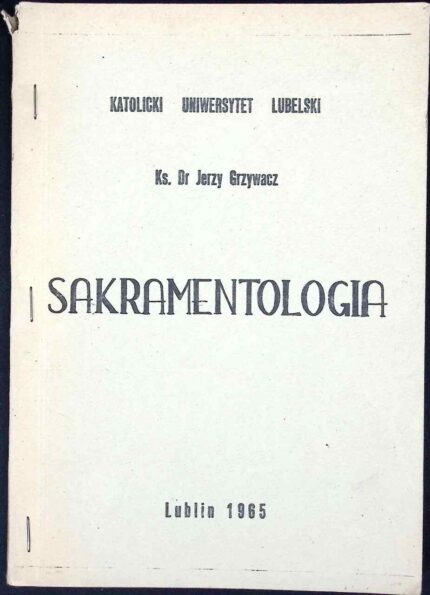 KATOLICKI UNIWERSYTET LUBELSKI
Ks. Dr Jerzy Grzywacz
SAKRAMENTOLOGIA
Lublin 1965